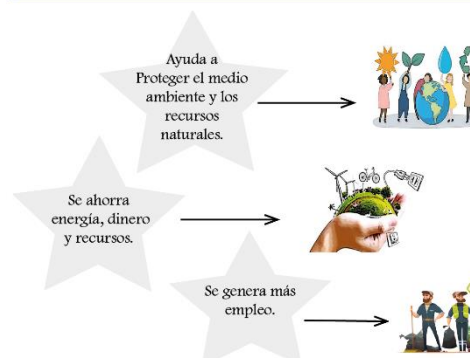 Ayuda a
Proteger el medio
ambiente y los
recursos
naturales.
Se ahorra
energía, dinero
y recursos.
Se genera más
empleo.